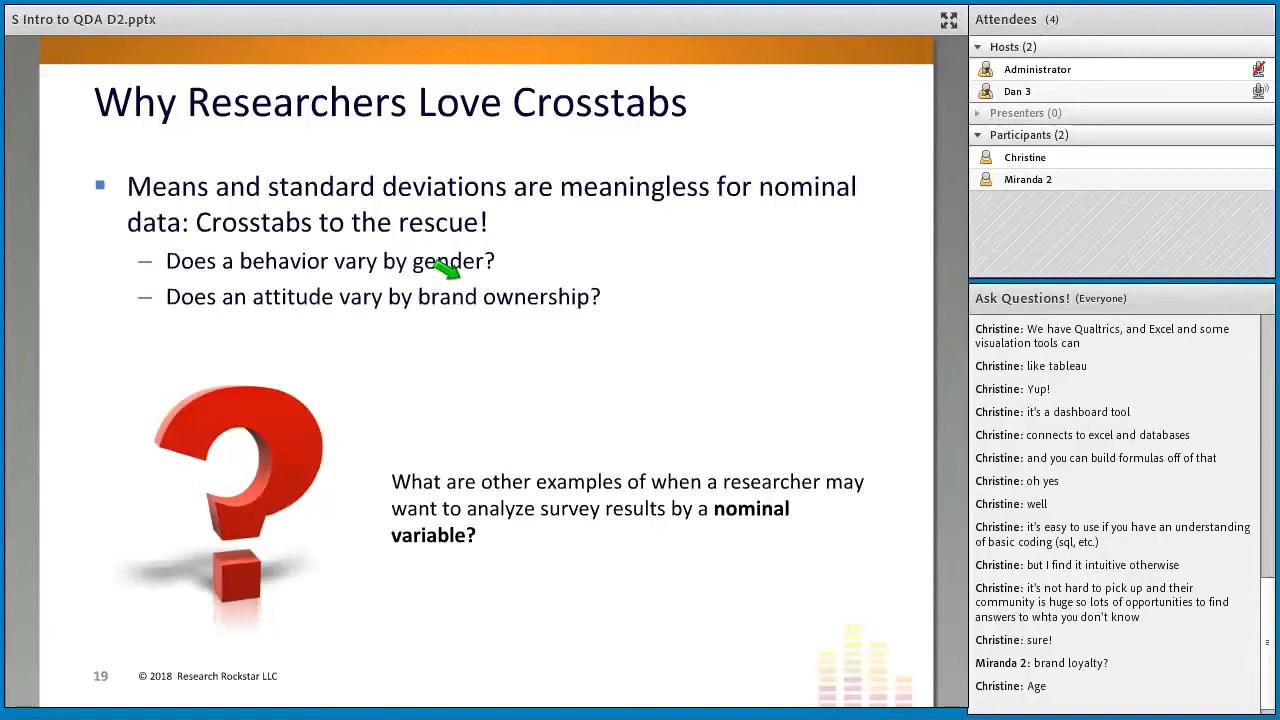 S Intro to QDA D2.pptx
Why Researchers Love Crosstabs
Means and standard deviations are meaningless for nominal
data: Crosstabs to the rescue!
– Does a behavior vary by gender?
– Does an attitude vary by brand ownership?
What are other examples of when a researcher may
want to analyze survey results by a nominal
variable?
19 © 2018 Research Rockstar LLC
Attendees (4)
Hosts (2)
Administrator
Dan 3
Presenters (0)
Participants (2)
Christine
Miranda 2
Ask Questions! (Everyone)
Christine: We have Qualtrics, and Excel and some
visualation tools can
Christine: like tableau
Christine: Yup!
Christine: it's a dashboard tool
Christine: connects to excel and databases
Christine: and you can build formulas off of that
Christine: oh yes
Christine: well
Christine: it's easy to use if you have an understanding
of basic coding (sql, etc.)
Christine: but I find it intuitive otherwise
Christine: it's not hard to pick up and their
community is huge so lots of opportunities to find
answers to whta you don't know
Christine: sure!
Miranda 2: brand loyalty?
Christine: Age